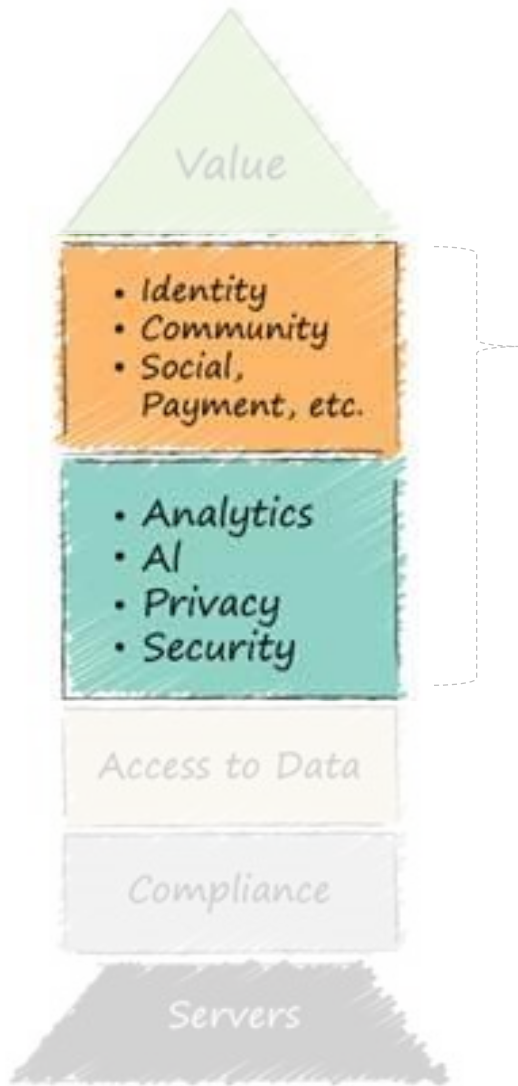 Value
• Identity
• Community
• Social,
Payment, etc.
• Analytics
• AI
• Privacy
• Security
Access to Data
Compliance
Servers